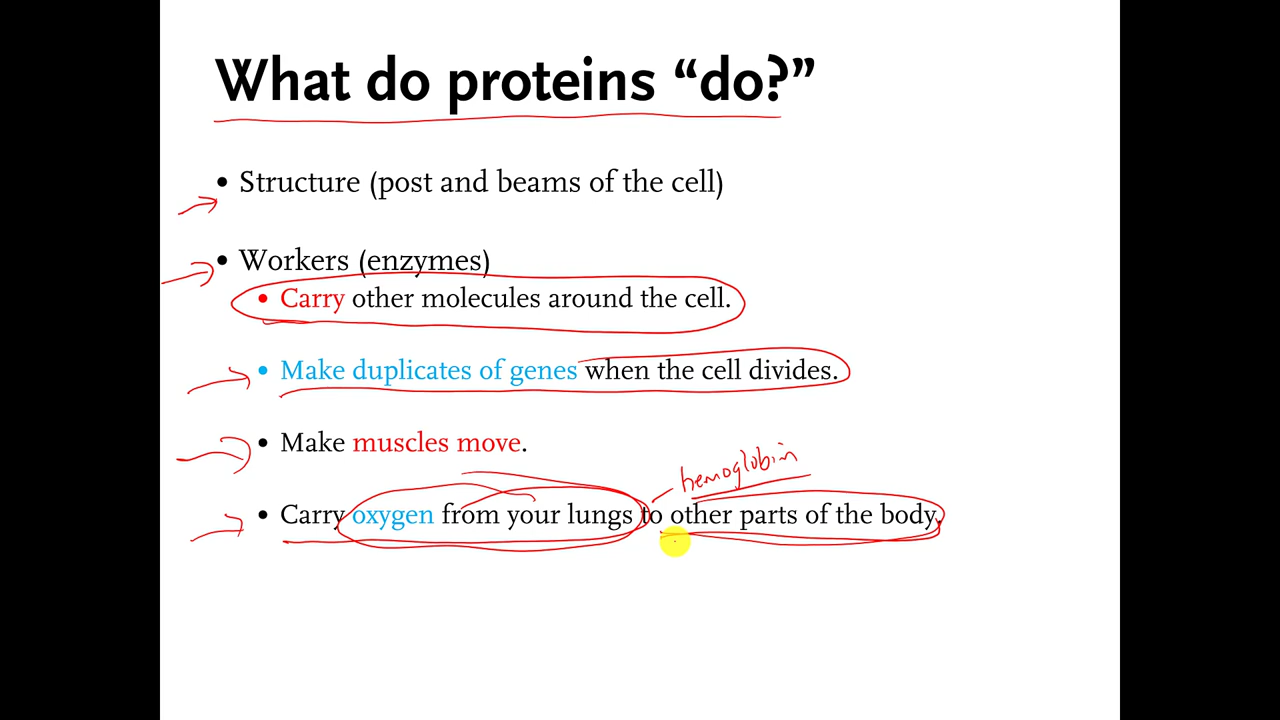 What do proteins “do?”
• Structure (post and beams of the cell)
• Workers (enzymes)
• Carry other molecules around the cell.
• Make duplicates of genes when the cell divides.
• Make muscles move.
hemoglobin
• Carry oxygen from your lungs to other parts of the body.